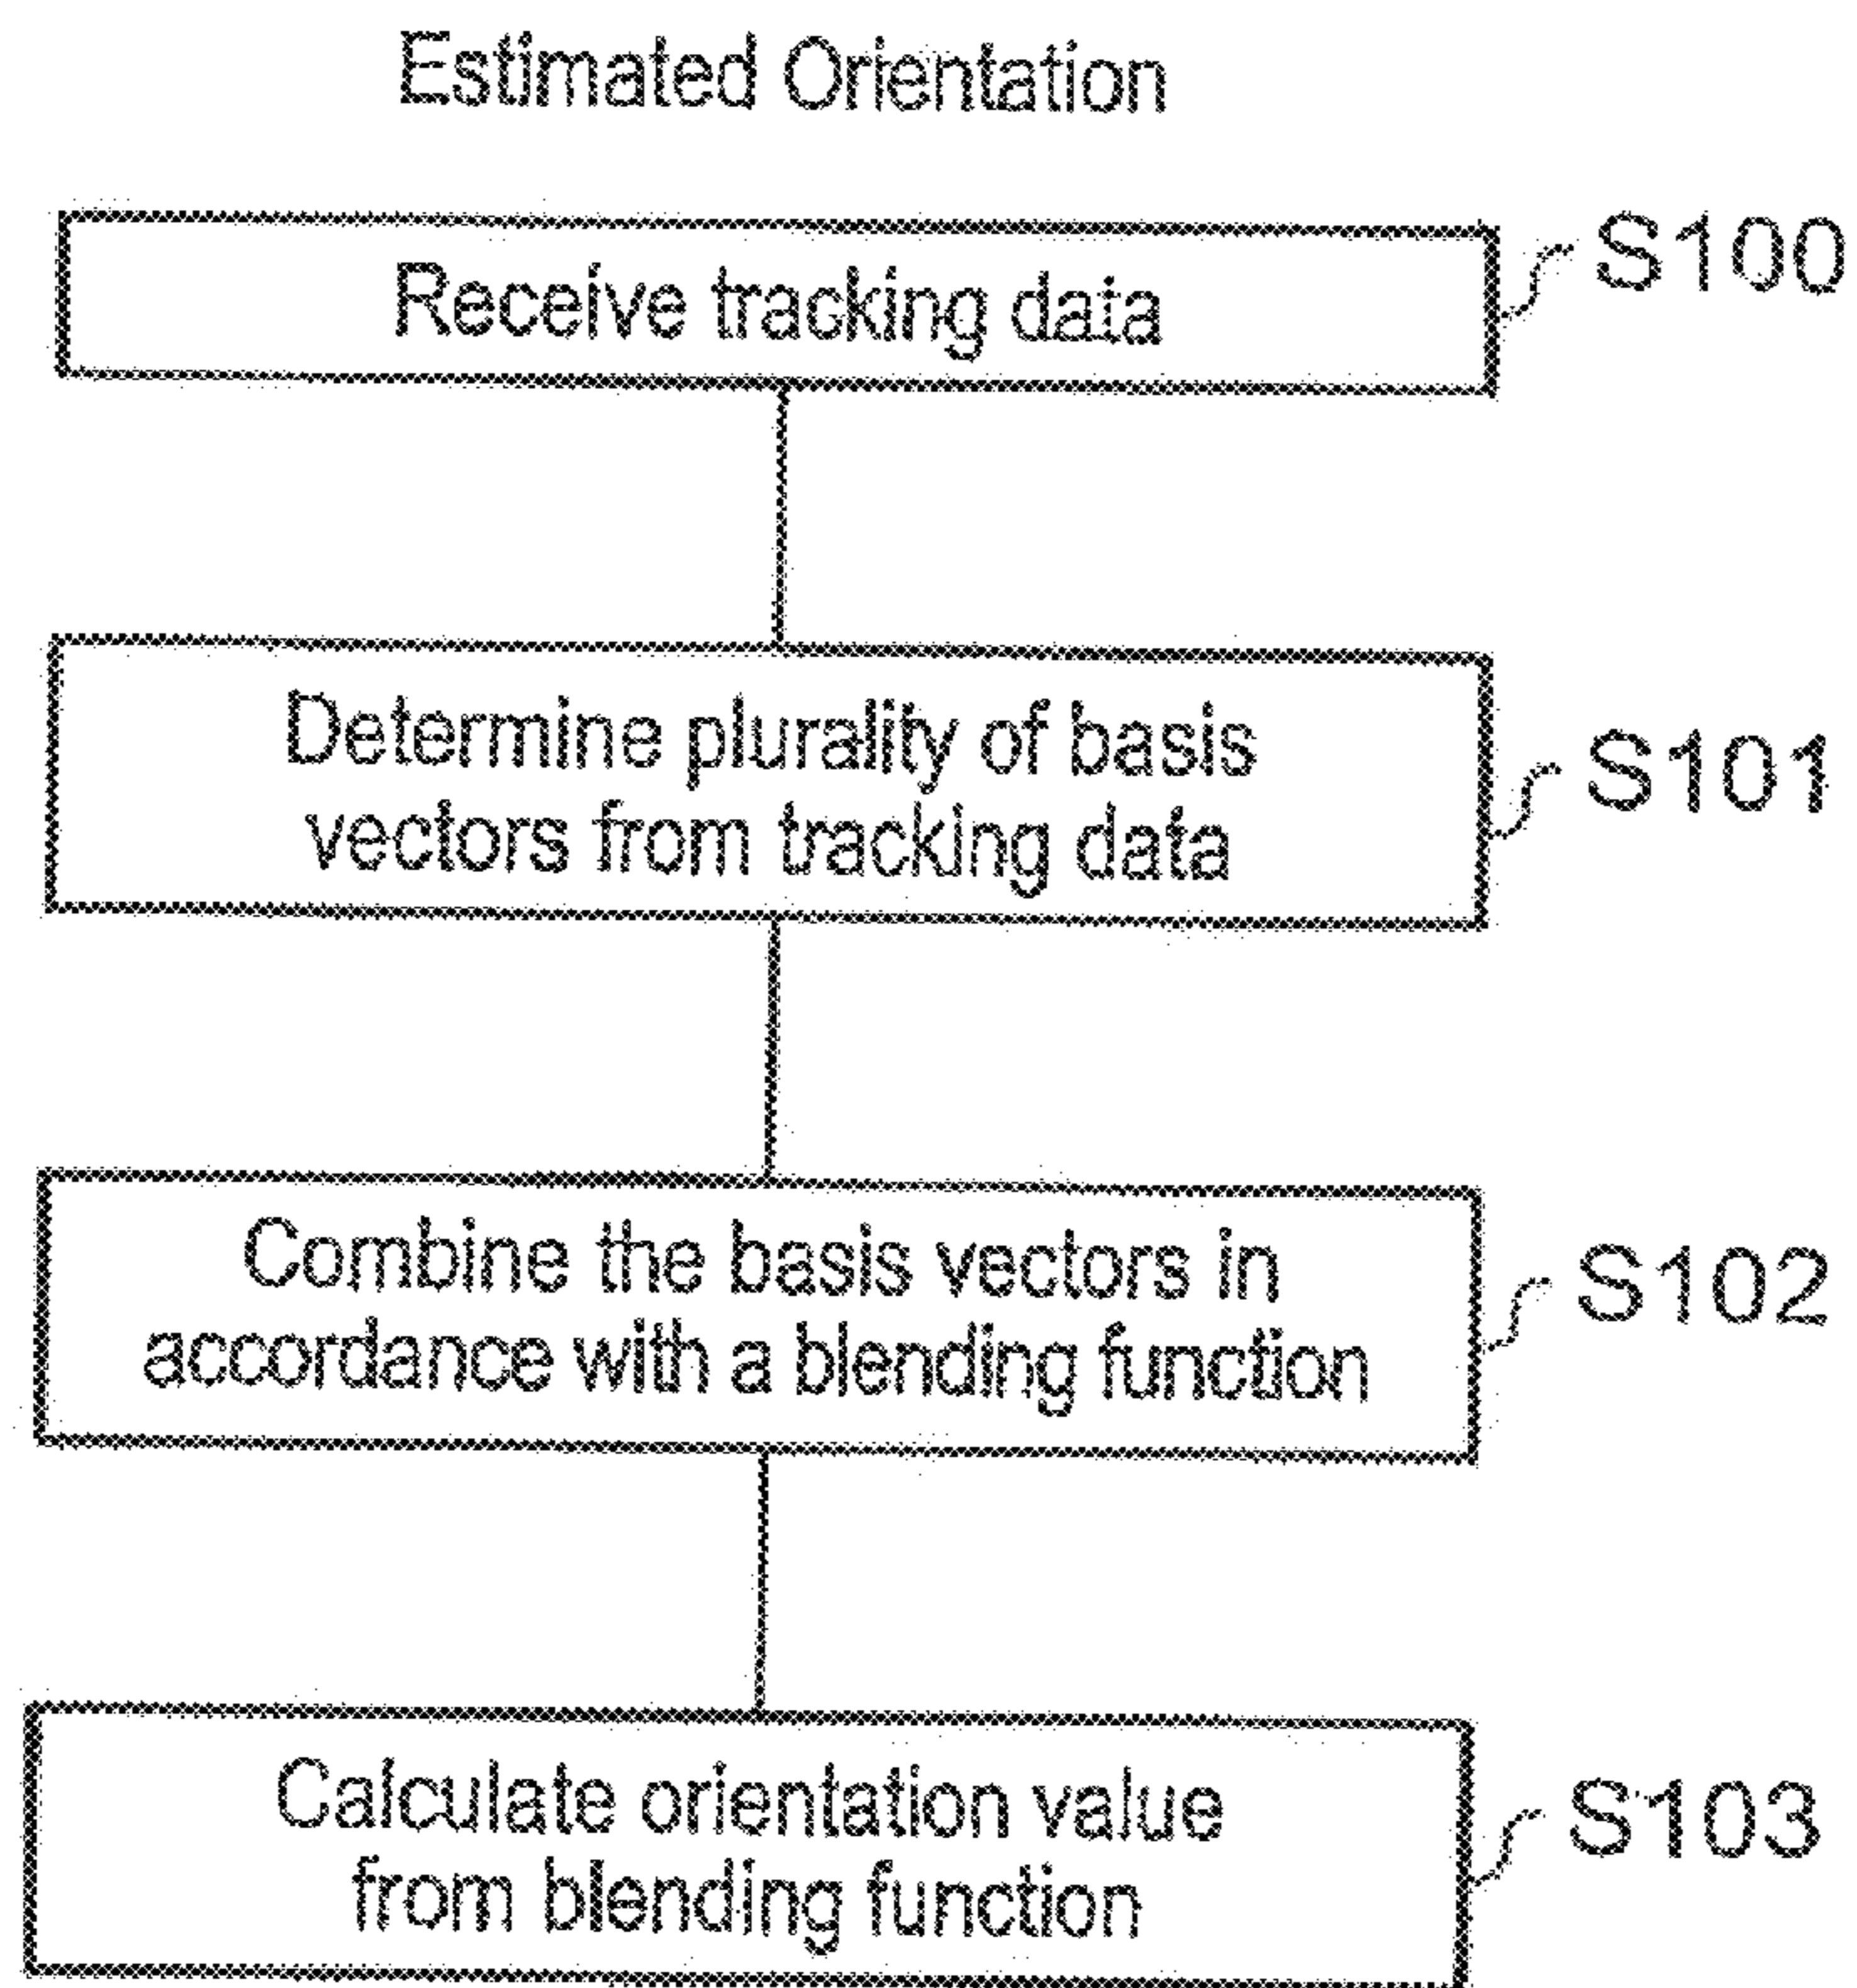 Estimated Orientation
Receive tracking data
S100
Determine plurality of basis
vectors from tracking data
S101
Combine the basis vectors in
accordance with a blending function
S102
Calculate orientation value
from blending function
S103